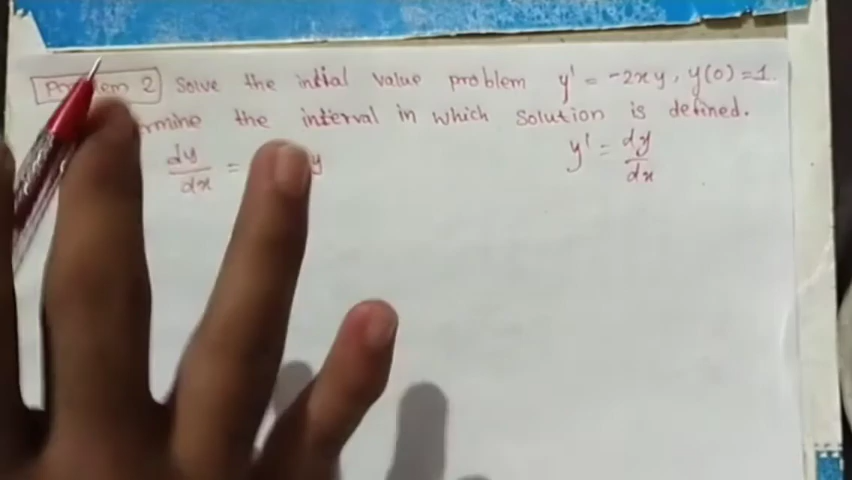 Problem 2 Solve the initial value problem y' = -2xy, y(0) = 1.
the interval in which solution is defined.
dy/dx = y y' = dy/dx